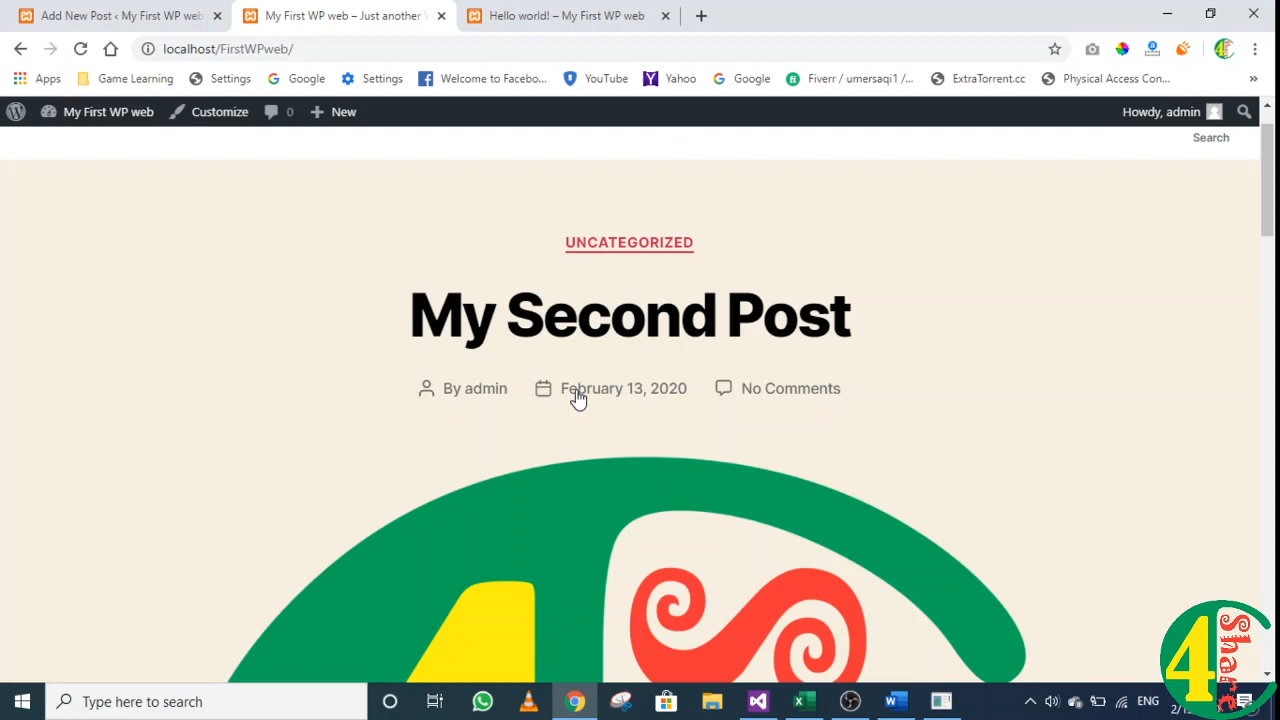 Add New Post ‹ My First WP web
My First WP web – Just another
Hello world! – My First WP web
localhost/FirstWPweb/
Apps Game Learning Settings Google Settings Welcome to Facebo... YouTube Yahoo Google Fiverr / umersaqi1 /... ExtraTorrent.cc Physical Access Con... »
My First WP web Customize 0 New Howdy, admin
Search
UNCATEGORIZED
My Second Post
By admin February 13, 2020 No Comments
4
Share
Type here to search
ENG